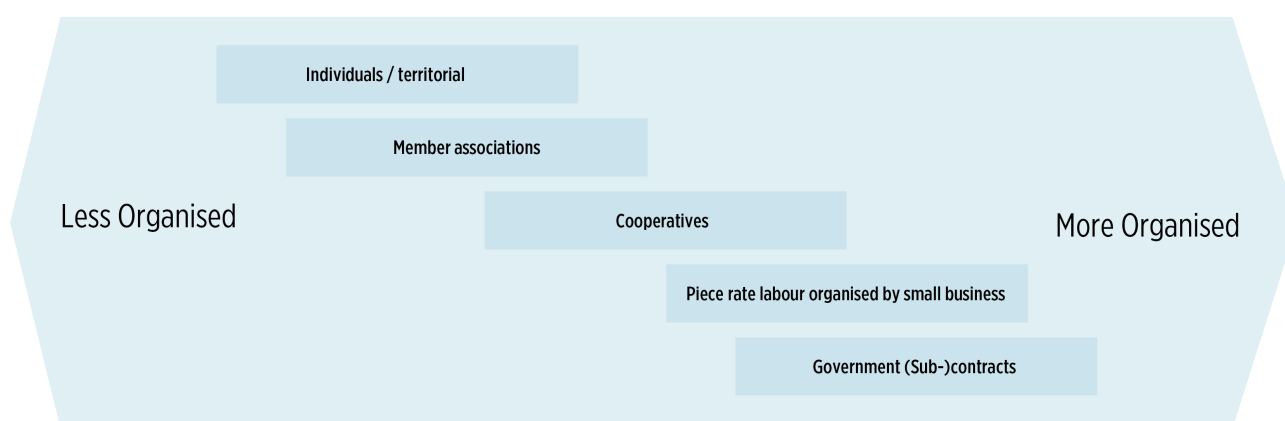 Individuals / territorial
Member associations
Less Organised
Cooperatives
More Organised
Piece rate labour organised by small business
Government (Sub-)contracts